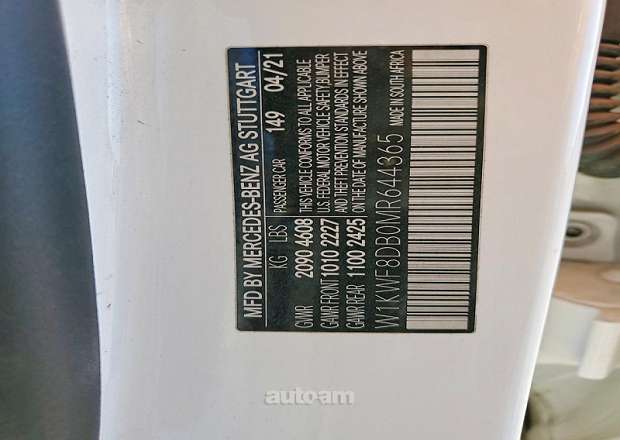 MFD BY MERCEDES-BENZ AG STUTTGART
KG LBS PASSENGER CAR 149 04/21
GVWR 2090 4608 THIS VEHICLE CONFORMS TO ALL APPLICABLE
GAWR FRONT 1010 2227 U.S. FEDERAL MOTOR VEHICLE SAFETY, BUMPER
AND THEFT PREVENTION STANDARDS IN EFFECT
GAWR REAR 1100 2425 ON THE DATE OF MANUFACTURE SHOWN ABOVE
W1KWF8DB0MR644365 MADE IN SOUTH AFRICA
auto-am